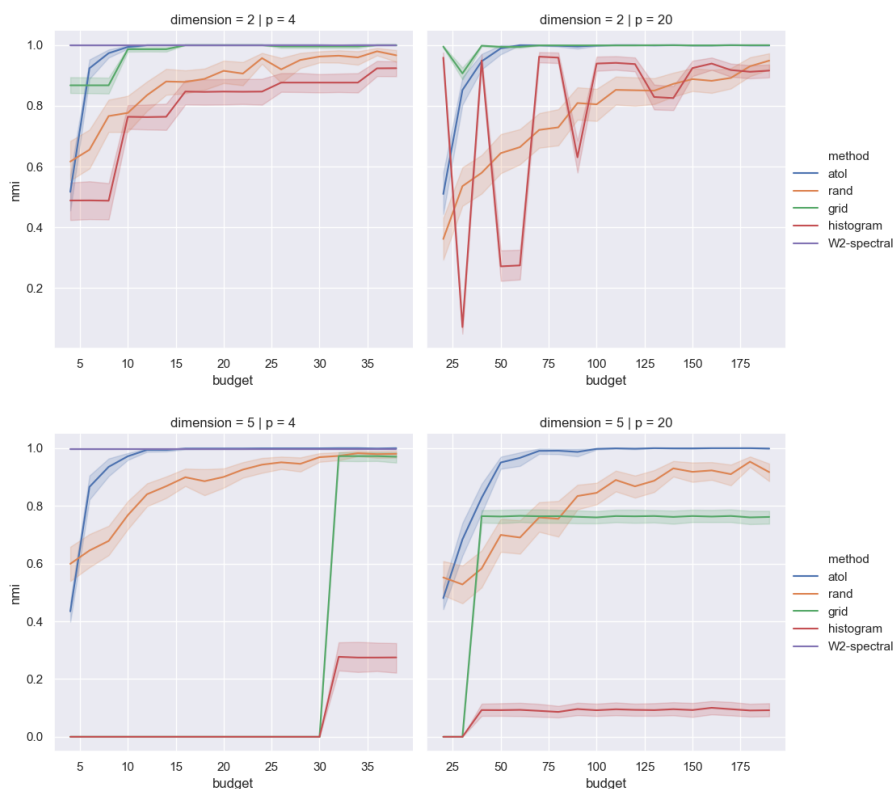 dimension = 2 | p = 4
dimension = 2 | p = 20
1.0
0.8
0.6
0.4
0.2
nmi
5 10 15 20 25 30 35
budget
25 50 75 100 125 150 175
budget
method
atol
rand
grid
histogram
W2-spectral
dimension = 5 | p = 4
dimension = 5 | p = 20
1.0
0.8
0.6
0.4
0.2
0.0
nmi
5 10 15 20 25 30 35
budget
25 50 75 100 125 150 175
budget
method
atol
rand
grid
histogram
W2-spectral